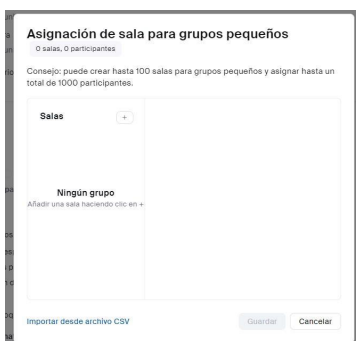 Asignación de sala para grupos pequeños
0 salas, 0 participantes
Consejo: puede crear hasta 100 salas para grupos pequeños y asignar hasta un
total de 1000 participantes.
Salas
+
Ningún grupo
Añadir una sala haciendo clic en +
Importar desde archivo CSV
Guardar
Cancelar